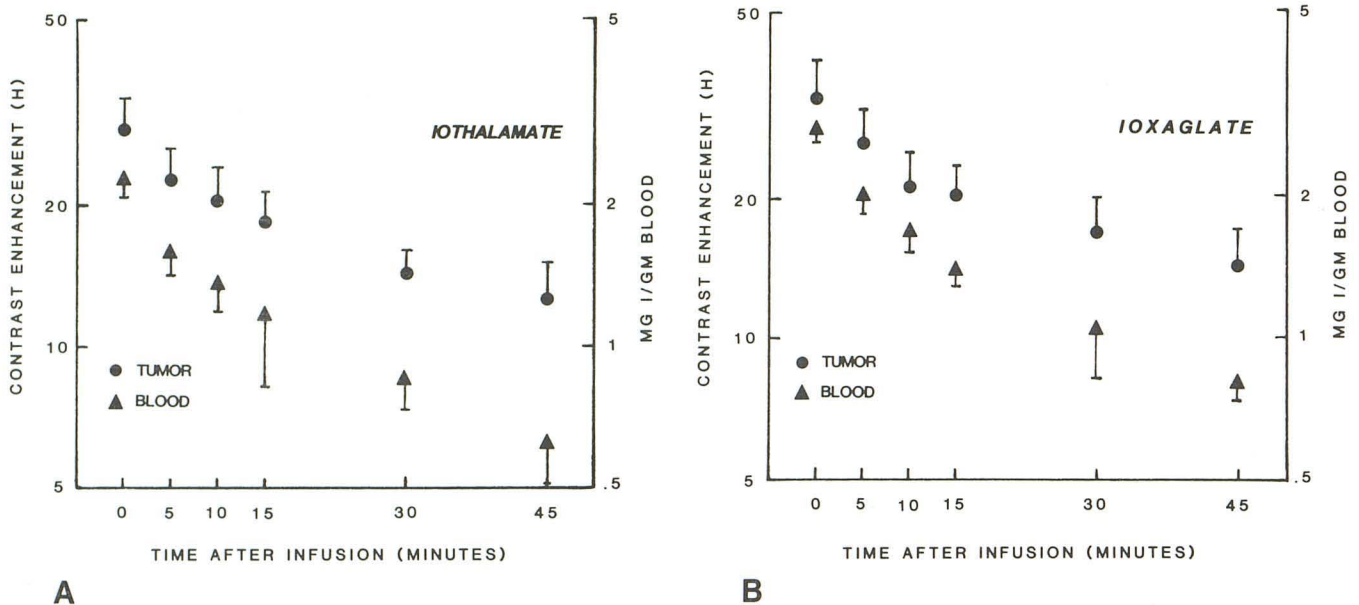 50
20
10
5
CONTRAST ENHANCEMENT (H)
IOTHALAMATE
TUMOR
BLOOD
5
2
1
.5
MG I/GM BLOOD
0 5 10 15 30 45
TIME AFTER INFUSION (MINUTES)
A
50
20
10
5
CONTRAST ENHANCEMENT (H)
IOXAGLATE
TUMOR
BLOOD
5
2
1
.5
MG I/GM BLOOD
0 5 10 15 30 45
TIME AFTER INFUSION (MINUTES)
B